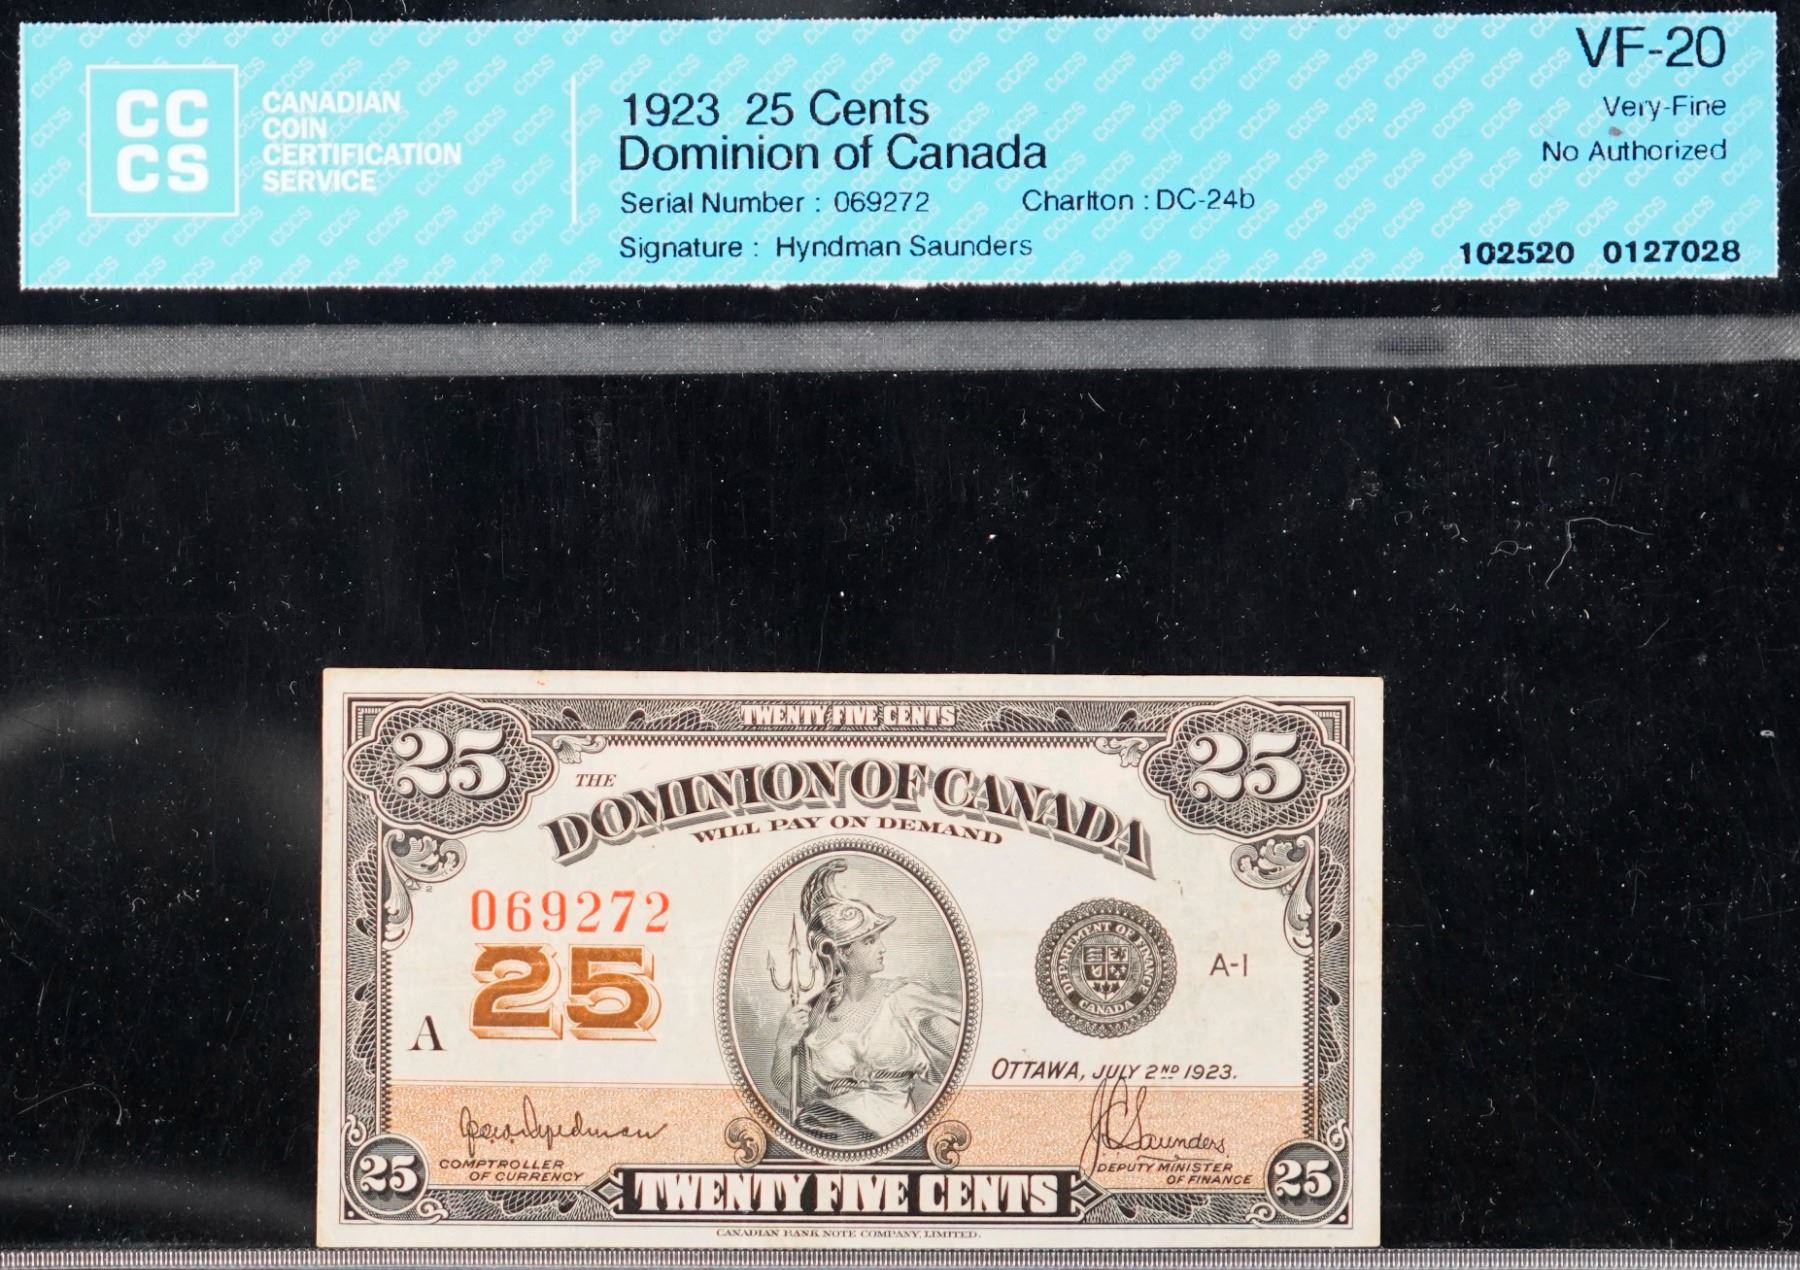 CC
CS
CANADIAN
COIN
CERTIFICATION
SERVICE
1923 25 Cents
Dominion of Canada
Serial Number : 069272 Charlton : DC-24b
Signature : Hyndman Saunders
VF-20
Very-Fine
No Authorized
102520 0127028
TWENTY FIVE CENTS
25 25
THE
DOMINION OF CANADA
WILL PAY ON DEMAND
069272
25
A
DEPARTMENT OF FINANCE
CANADA
A-1
OTTAWA, JULY 2ND 1923.
Hyndman
J C Saunders
COMPTROLLER
OF CURRENCY
DEPUTY MINISTER
OF FINANCE
25 TWENTY FIVE CENTS 25
CANADIAN BANK NOTE COMPANY, LIMITED.